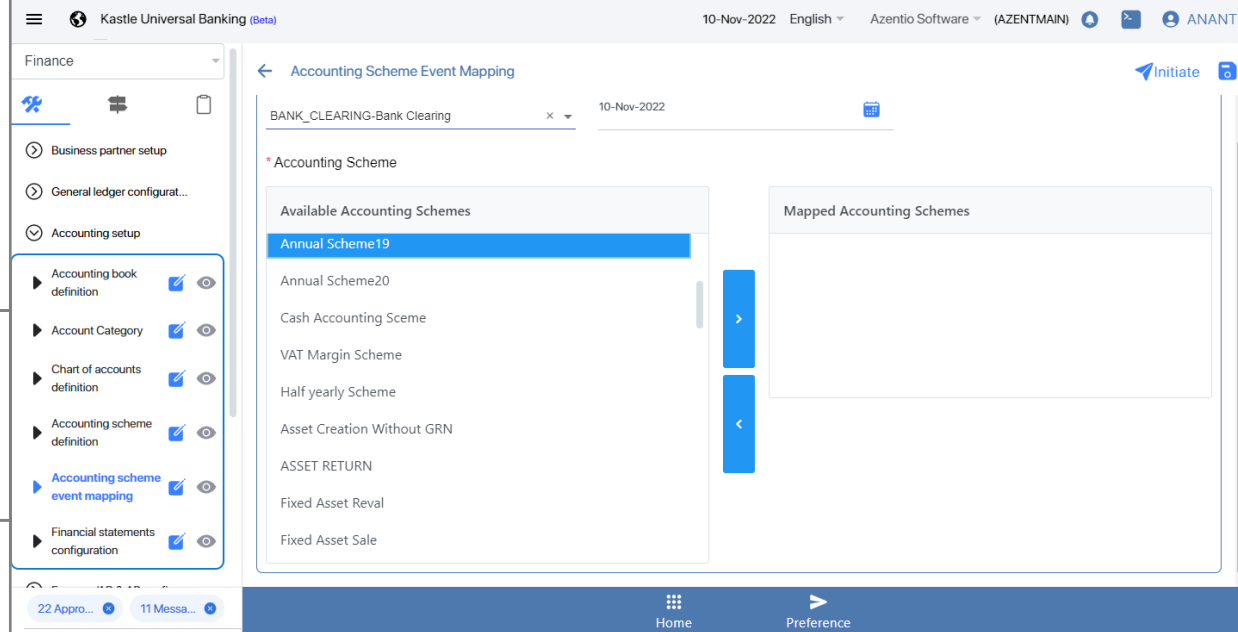 Kastle Universal Banking (Beta)
10-Nov-2022 English Azentio Software (AZENTMAIN) ANANT
Finance
Accounting Scheme Event Mapping
Initiate
BANK_CLEARING-Bank Clearing
10-Nov-2022
Business partner setup
* Accounting Scheme
General ledger configurat...
Available Accounting Schemes
Mapped Accounting Schemes
Accounting setup
Annual Scheme19
Accounting book
definition
Annual Scheme20
Account Category
Cash Accounting Sceme
VAT Margin Scheme
Chart of accounts
definition
Half yearly Scheme
Accounting scheme
definition
Asset Creation Without GRN
ASSET RETURN
Accounting scheme
event mapping
Fixed Asset Reval
Financial statements
configuration
Fixed Asset Sale
22 Appro...
11 Messa...
Home
Preference